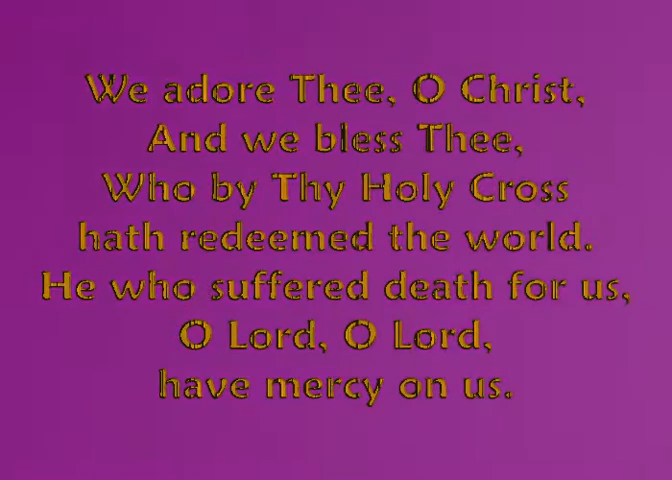 We adore Thee, O Christ,
And we bless Thee,
Who by Thy Holy Cross
hath redeemed the world.
He who suffered death for us,
O Lord, O Lord,
have mercy on us.